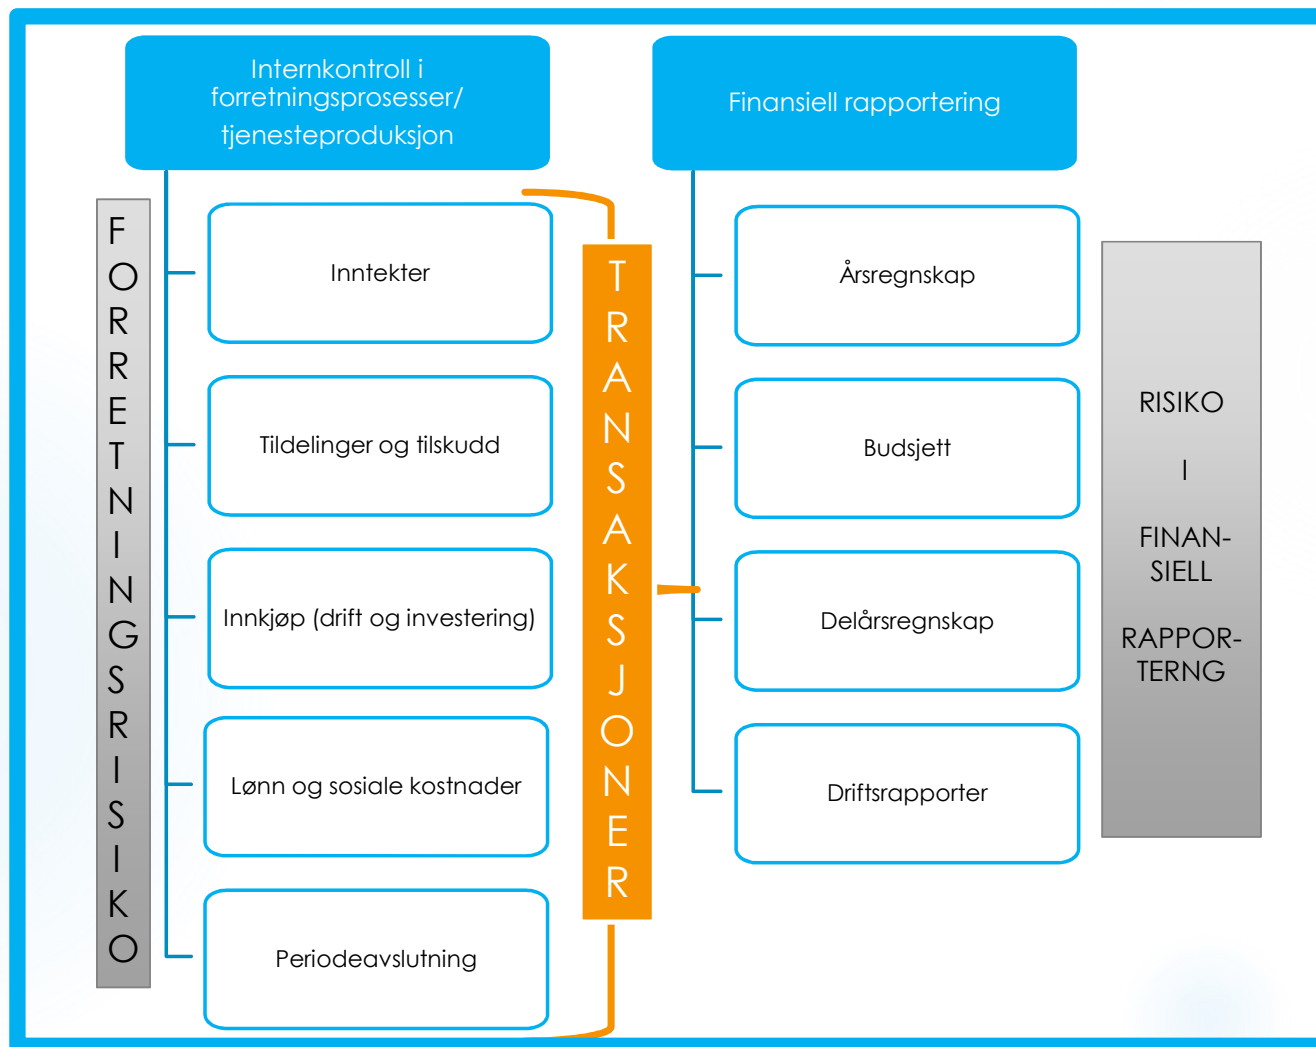 Internkontroll i
forretningsprosesser/
tjenesteproduksjon
Finansiell rapportering
FORRETNINGSRISIKO
Inntekter
Tildelinger og tilskudd
Innkjøp (drift og investering)
Lønn og sosiale kostnader
Periodeavslutning
TRANSAKSJONER
Årsregnskap
Budsjett
Delårsregnskap
Driftsrapporter
RISIKO
I
FINAN-
SIELL
RAPPOR-
TERNG